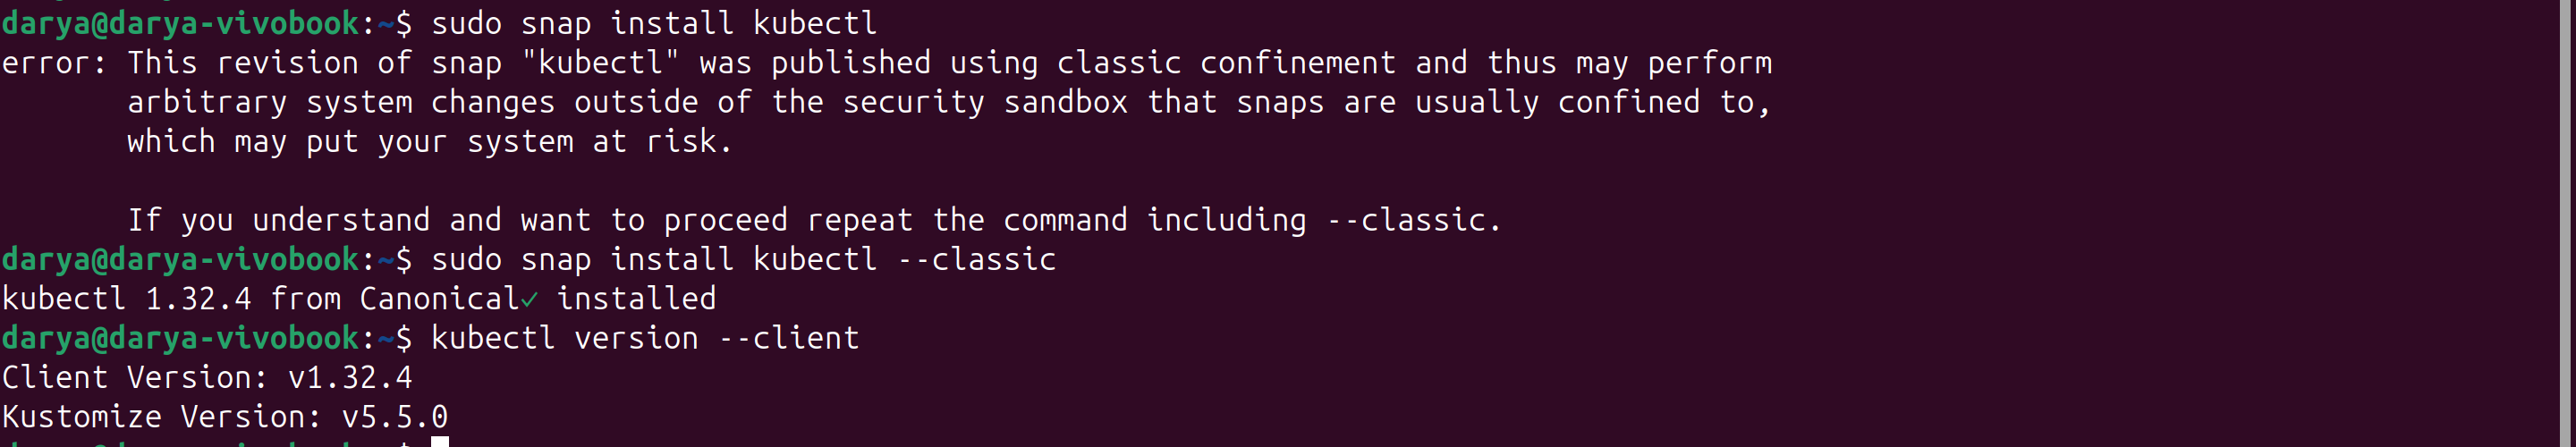 darya@darya-vivobook:~$ sudo snap install kubectl
error: This revision of snap "kubectl" was published using classic confinement and thus may perform
arbitrary system changes outside of the security sandbox that snaps are usually confined to,
which may put your system at risk.
If you understand and want to proceed repeat the command including --classic.
darya@darya-vivobook:~$ sudo snap install kubectl --classic
kubectl 1.32.4 from Canonical✓ installed
darya@darya-vivobook:~$ kubectl version --client
Client Version: v1.32.4
Kustomize Version: v5.5.0